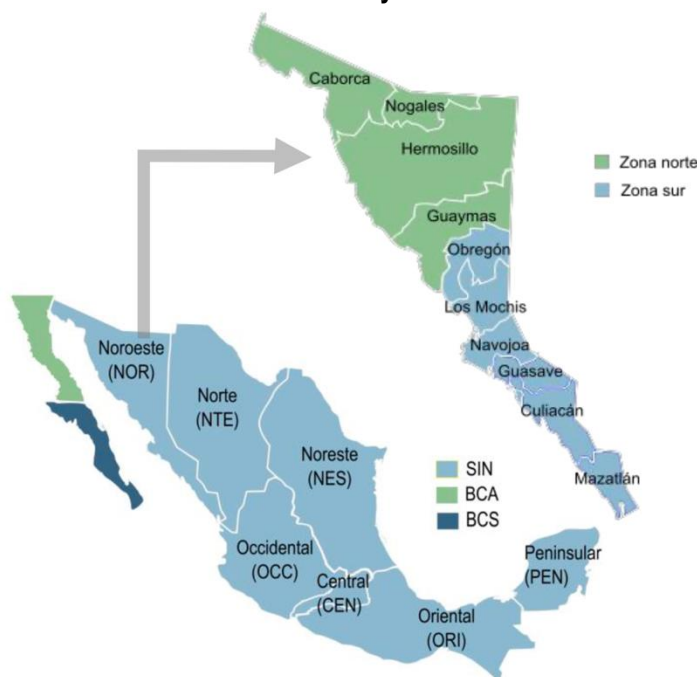 y
Caborca
Nogales
Hermosillo
Zona norte
Zona sur
Guaymas
Obregón
Los Mochis
Navojoa
Guasave
Culiacán
Mazatlán
Noroeste
(NOR)
Norte
(NTE)
Noreste
(NES)
SIN
BCA
BCS
Occidental
(OCC)
Central
(CEN)
Oriental
(ORI)
Peninsular
(PEN)